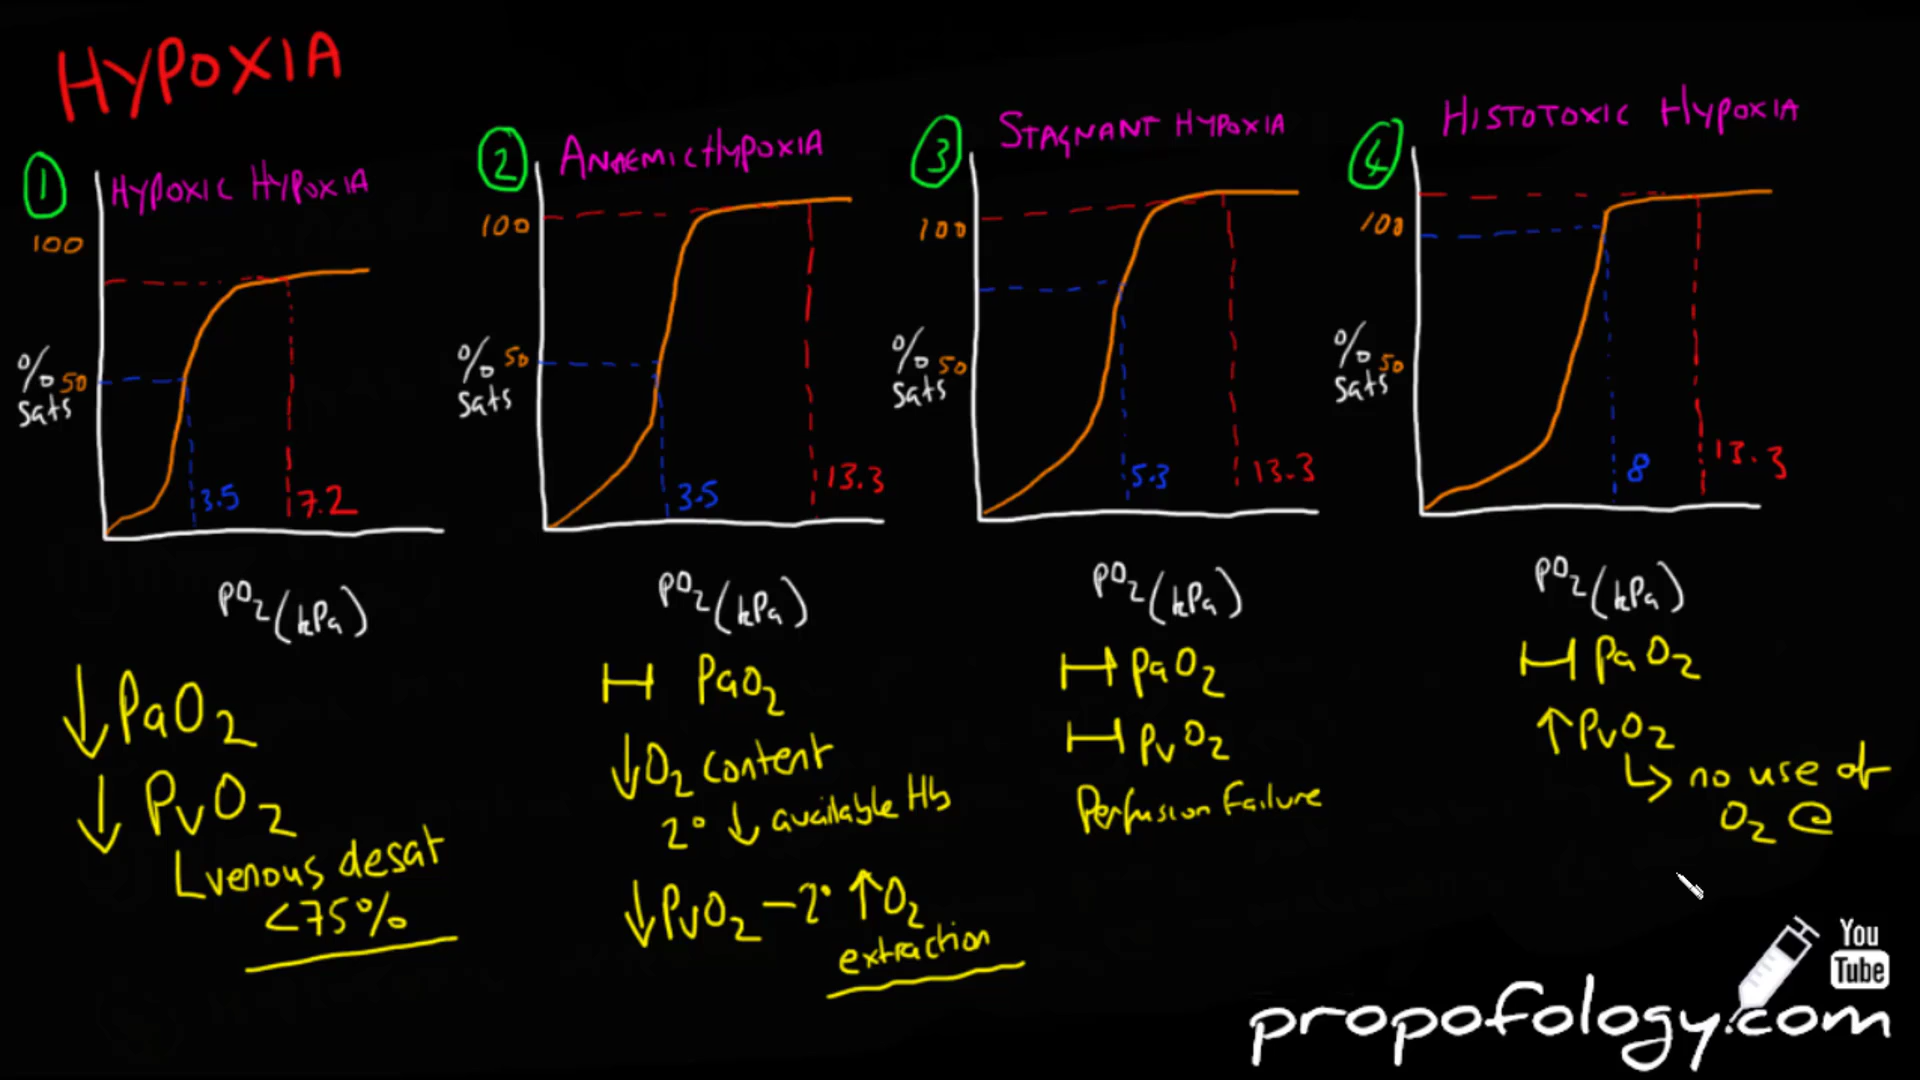 HYPOXIA
1 HYPOXIC HYPOXIA
100
% 50
sats
3.5 7.2
PO2 (kPa)
↓PaO2
↓PvO2
venous desat
<75%
2 ANAEMIC HYPOXIA
100
% 50
sats
3.5 13.3
PO2 (kPa)
PaO2
↓O2 content
2° ↓ available Hb
↓PvO2 – 2° ↑O2
extraction
3 STAGNANT HYPOXIA
100
% 50
sats
5.3 13.3
PO2 (kPa)
PaO2
PvO2
Perfusion Failure
4 HISTOTOXIC HYPOXIA
100
% 50
sats
8 13.3
PO2 (kPa)
PaO2
↑PvO2
↳ no use of
O2
You
Tube
propofology.com